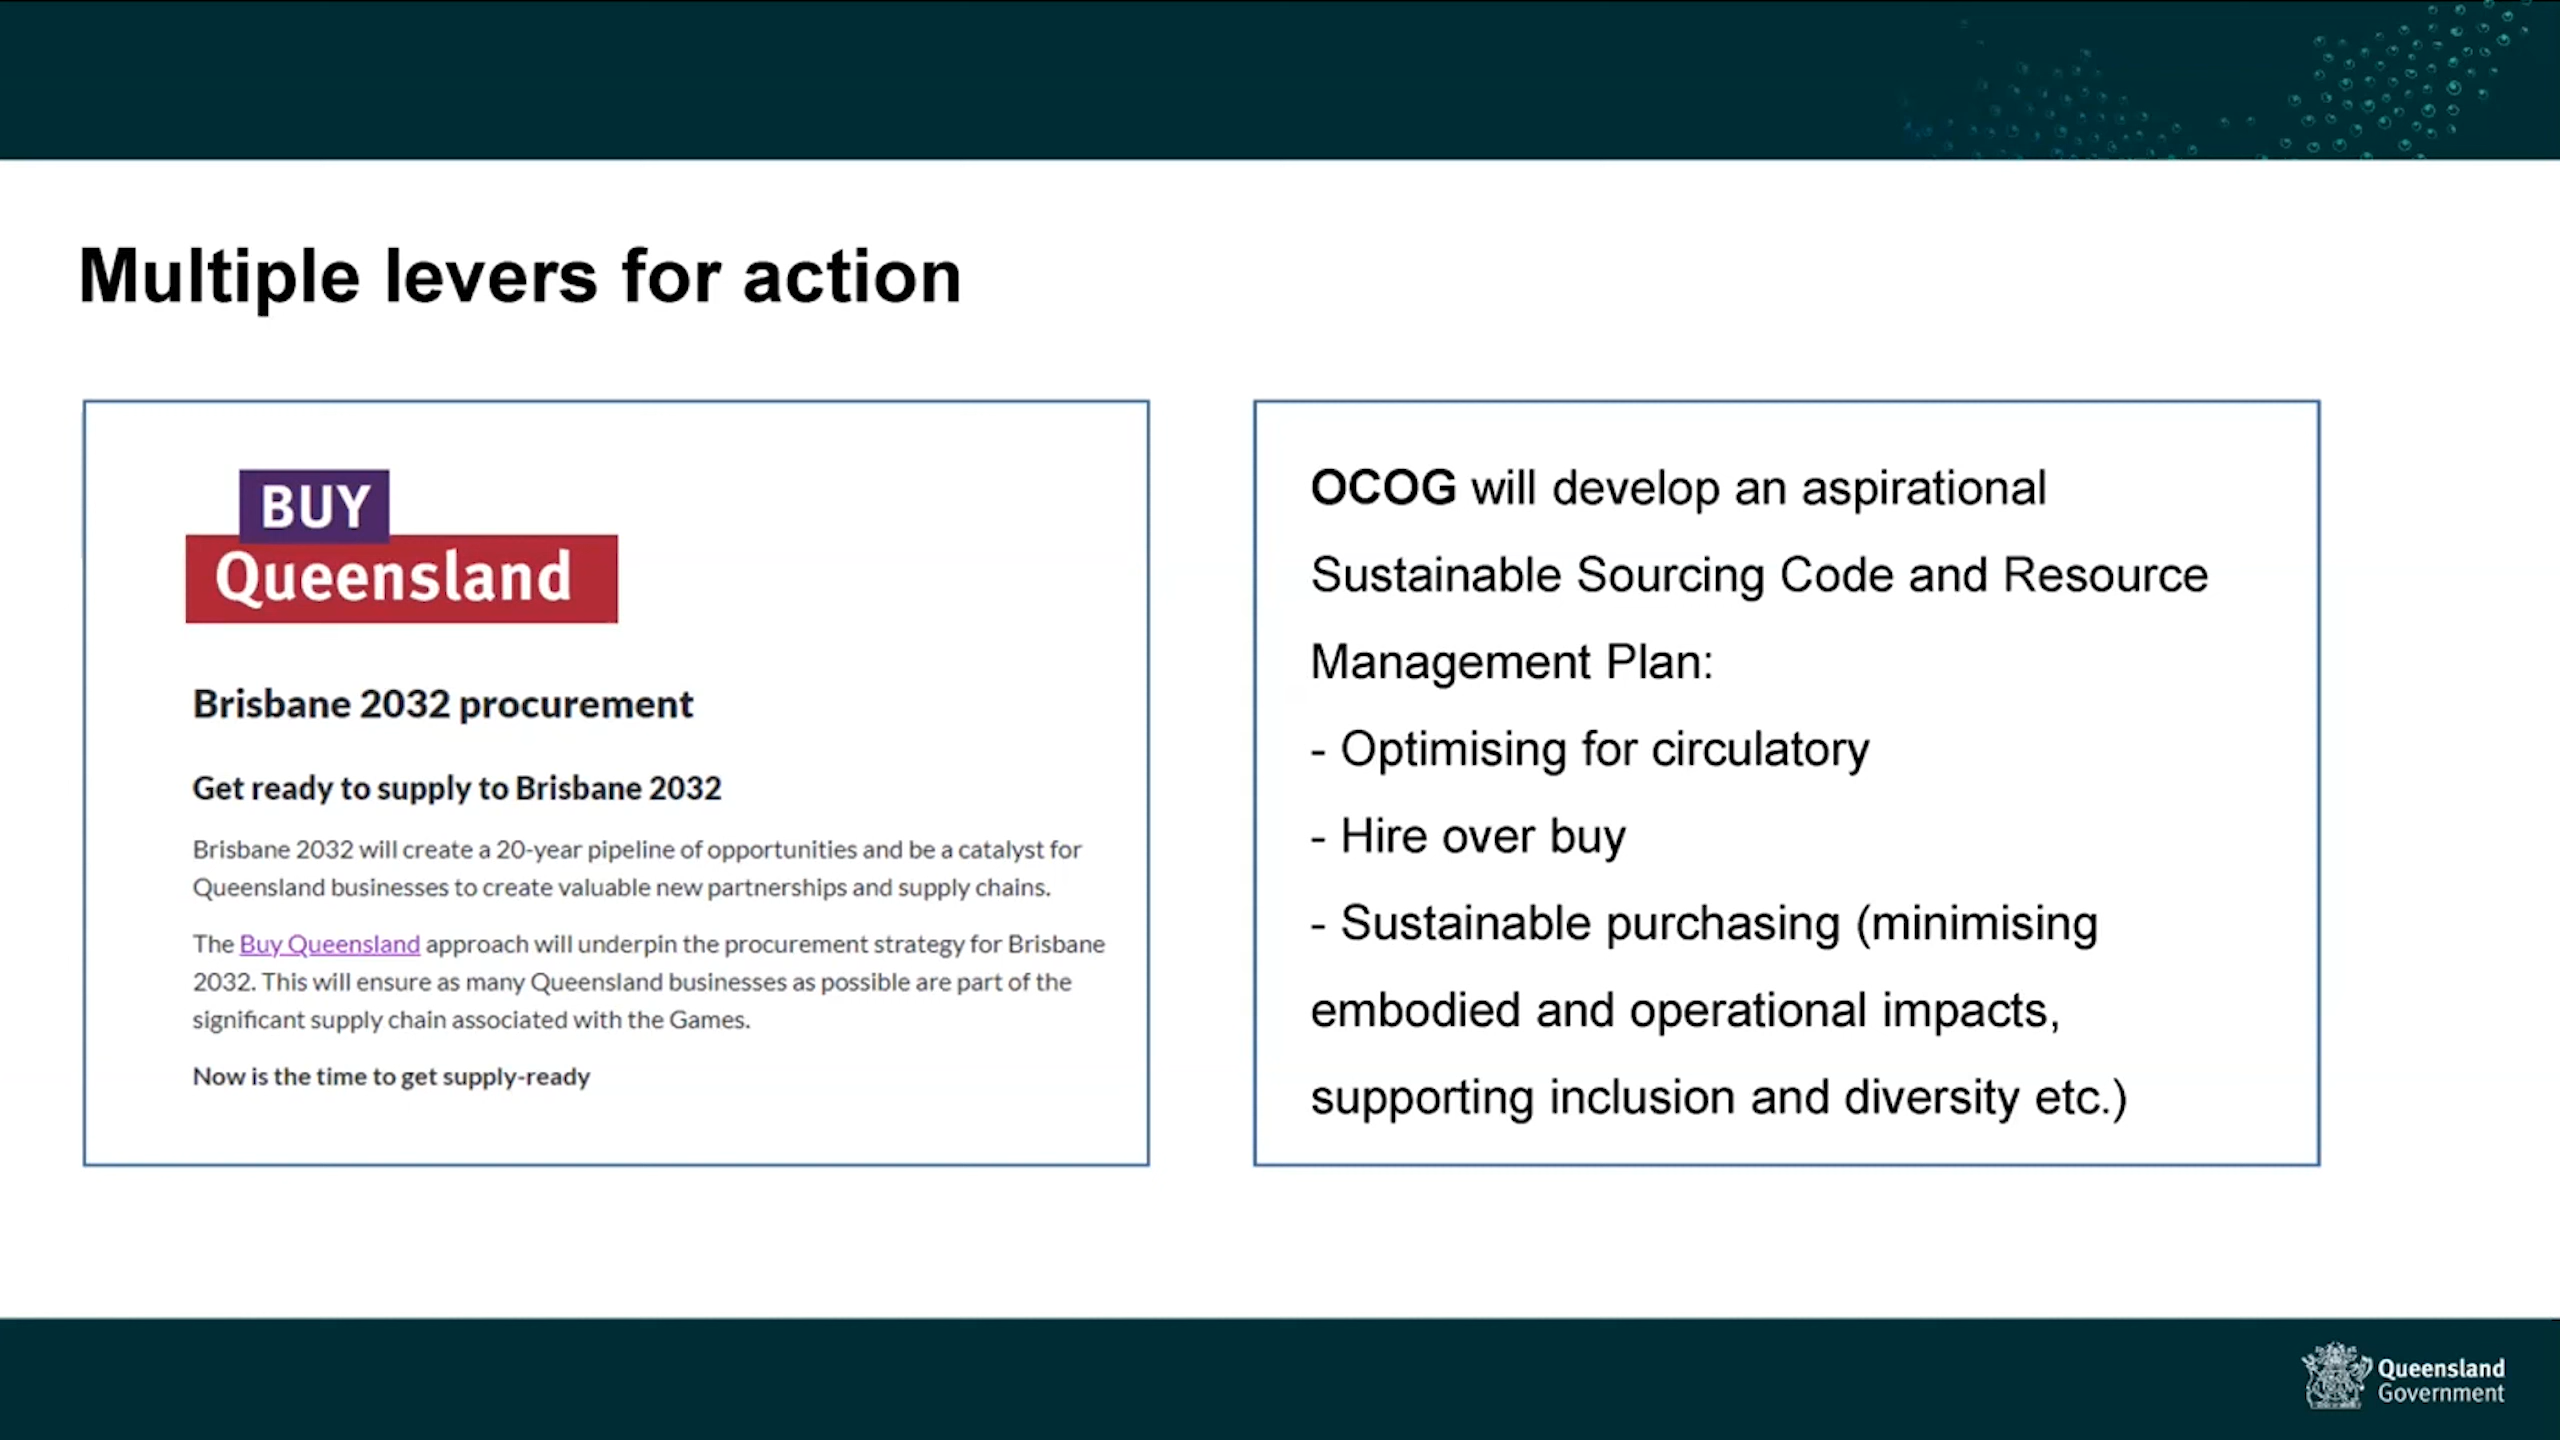 Multiple levers for action
BUY
Queensland
Brisbane 2032 procurement
Get ready to supply to Brisbane 2032
Brisbane 2032 will create a 20-year pipeline of opportunities and be a catalyst for
Queensland businesses to create valuable new partnerships and supply chains.
The Buy Queensland approach will underpin the procurement strategy for Brisbane
2032. This will ensure as many Queensland businesses as possible are part of the
significant supply chain associated with the Games.
Now is the time to get supply-ready
OCOG will develop an aspirational
Sustainable Sourcing Code and Resource
Management Plan:
- Optimising for circulatory
- Hire over buy
- Sustainable purchasing (minimising
embodied and operational impacts,
supporting inclusion and diversity etc.)
Queensland
Government